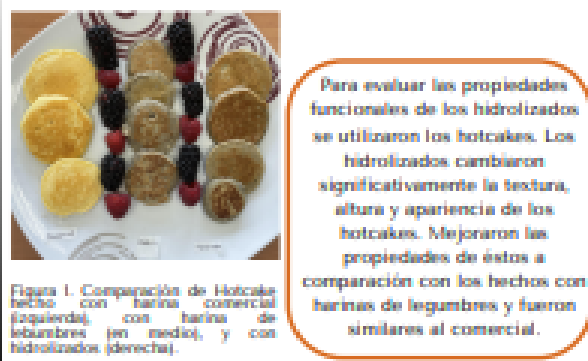 Figura 1. Comparación de Hotcake
hecho con harina comercial
(izquierda), con harina de
lebumbres (en medio), y con
hidrolizados (derecha).
Para evaluar las propiedades
funcionales de los hidrolizados
se utilizaron los hotcakes. Los
hidrolizados cambiaron
significativamente la textura,
altura y apariencia de los
hotcakes. Mejoraron las
propiedades de éstos a
comparación con los hechos con
harinas de legumbres y fueron
similares al comercial.